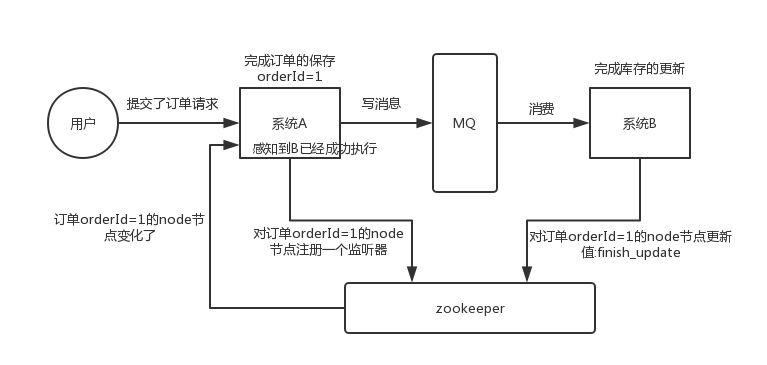 完成订单的保存
orderId=1
完成库存的更新
提交了订单请求
写消息
消费
用户
系统A
MQ
系统B
感知到B已经成功执行
订单orderId=1的node节
点变化了
对订单orderId=1的node
节点注册一个监听器
对订单orderId=1的node节点更新
值:finish_update
zookeeper